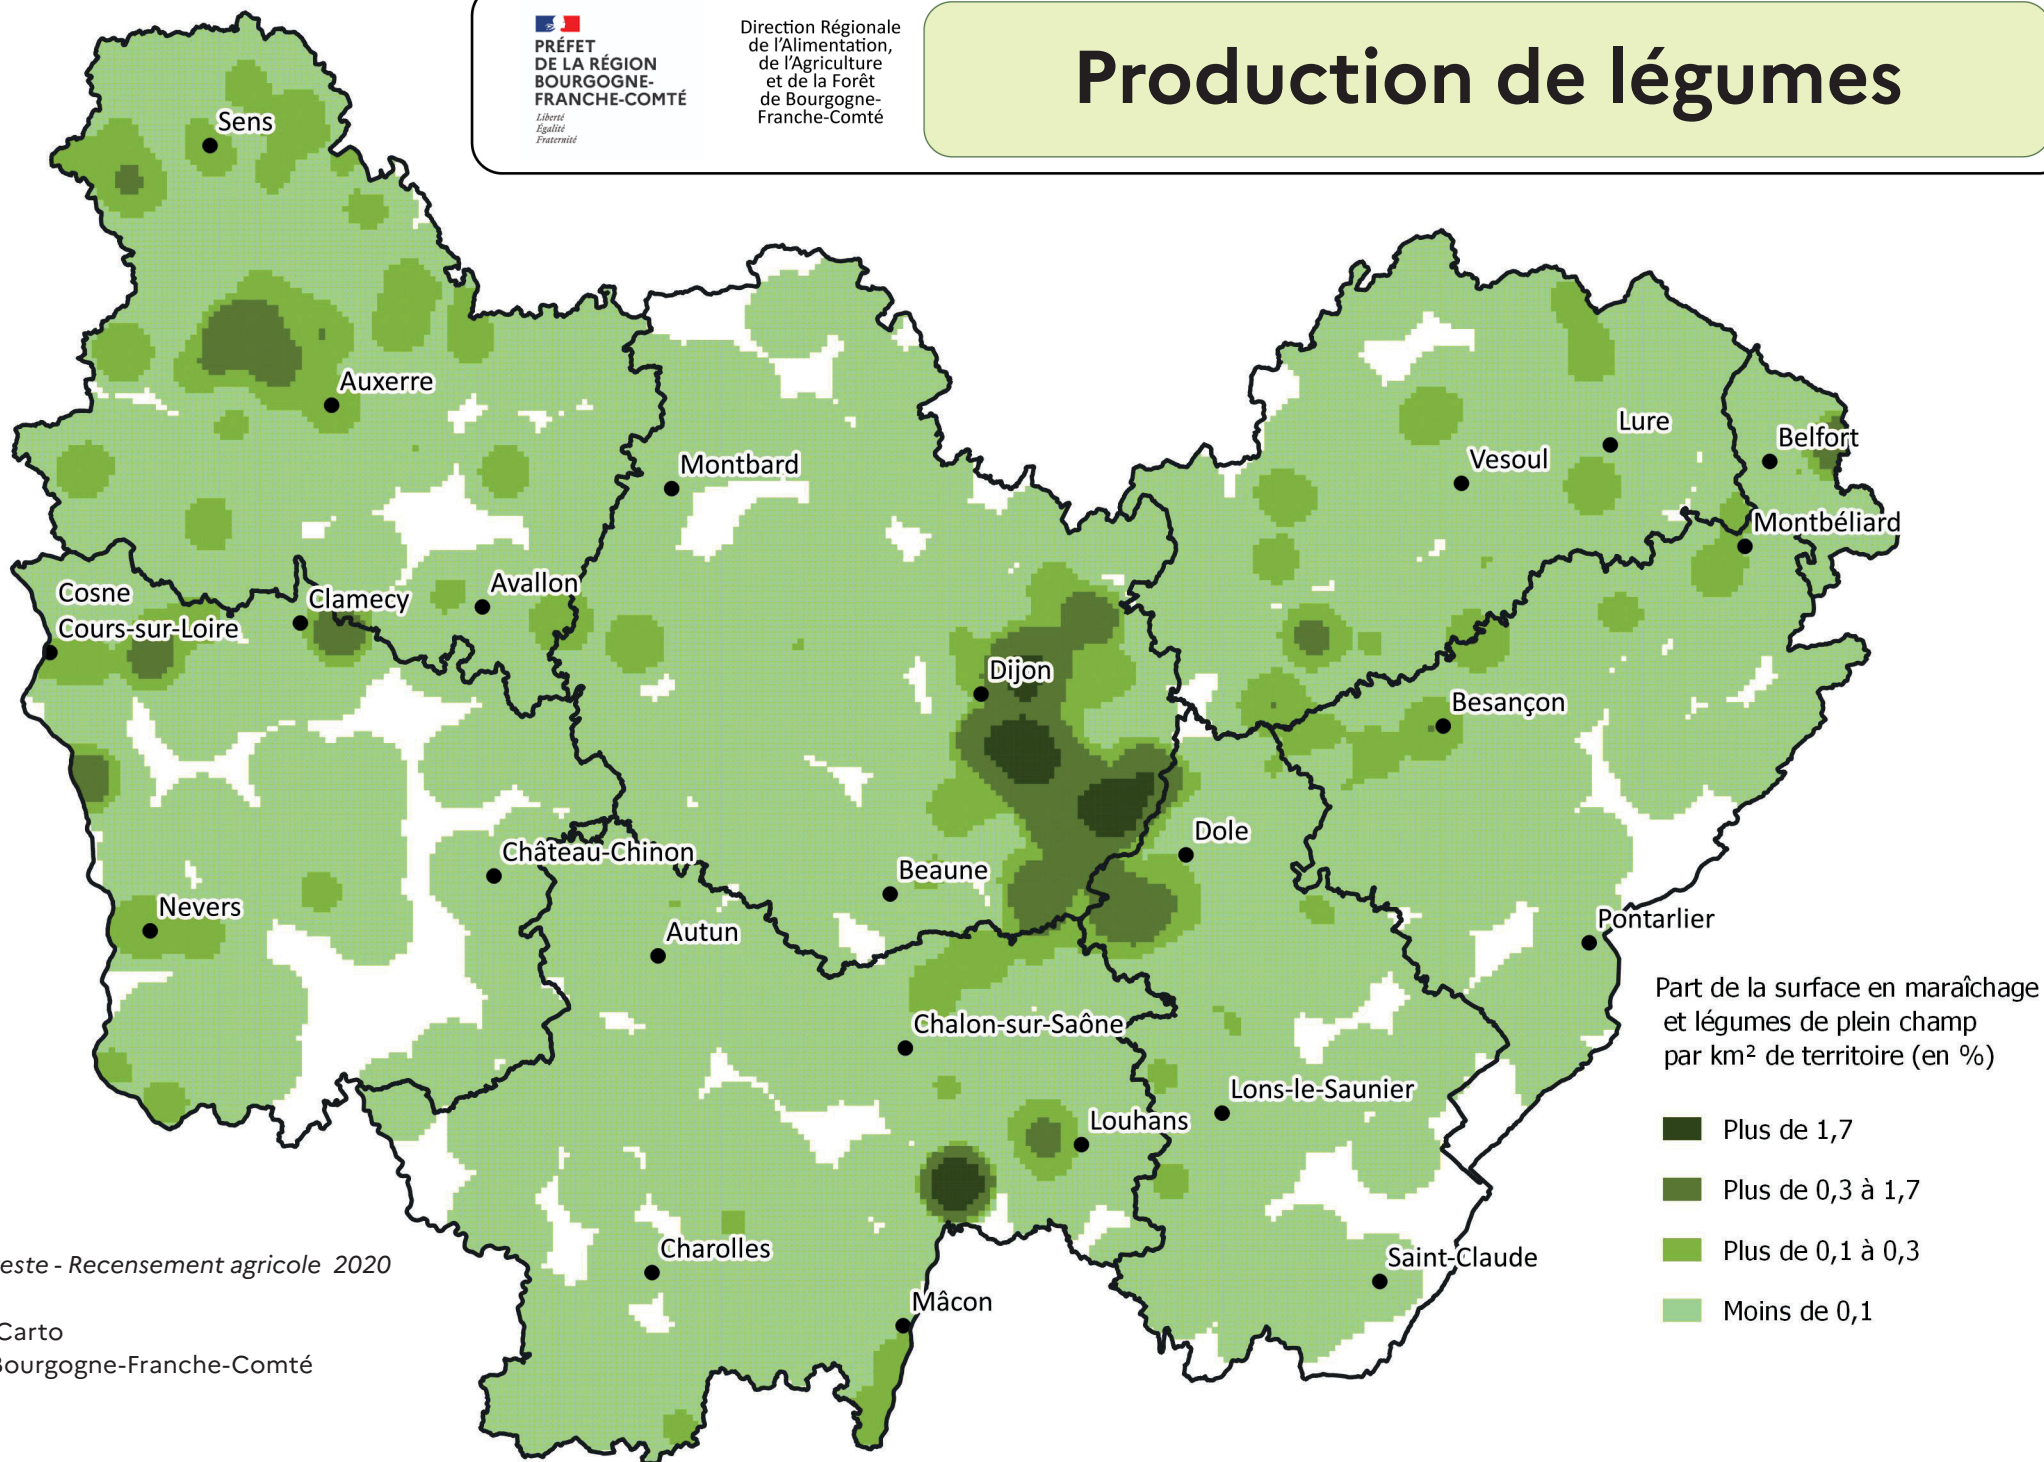 PRÉFET
DE LA RÉGION
BOURGOGNE-
FRANCHE-COMTÉ
Liberté
Égalité
Fraternité
Direction Régionale
de l'Alimentation,
de l'Agriculture
et de la Forêt
de Bourgogne-
Franche-Comté
Production de légumes
Sens
Auxerre
Montbard
Lure
Belfort
Vesoul
Montbéliard
Avallon
Clamecy
Cosne
Cours-sur-Loire
Dijon
Besançon
Dole
Château-Chinon
Beaune
Nevers
Autun
Pontarlier
Chalon-sur-Saône
Lons-le-Saunier
Louhans
Charolles
Saint-Claude
Mâcon
Part de la surface en maraîchage
et légumes de plein champ
par km² de territoire (en %)
Plus de 1,7
Plus de 0,3 à 1,7
Plus de 0,1 à 0,3
Moins de 0,1
este - Recensement agricole 2020
Carto
Bourgogne-Franche-Comté